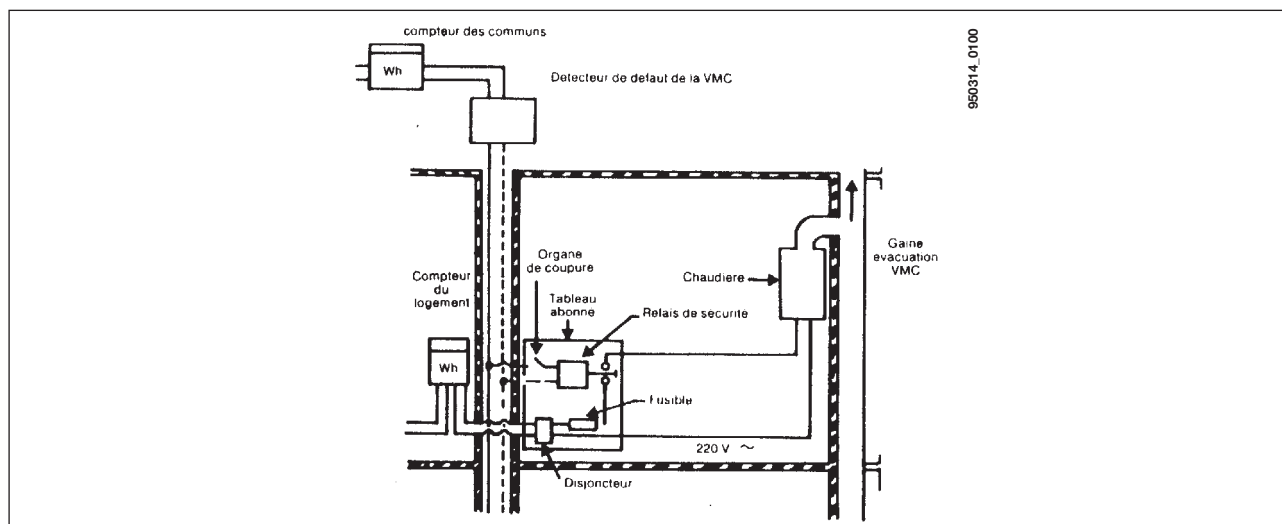 compteur des communs
Wh
Detecteur de defaut de la VMC
950314_0100
Organe
de coupure
Compteur
du
logement
Tableau
abonne
Relais de securite
Chaudiere
Gaine
evacuation
VMC
Wh
Fusible
220 V ~
Disjoncteur